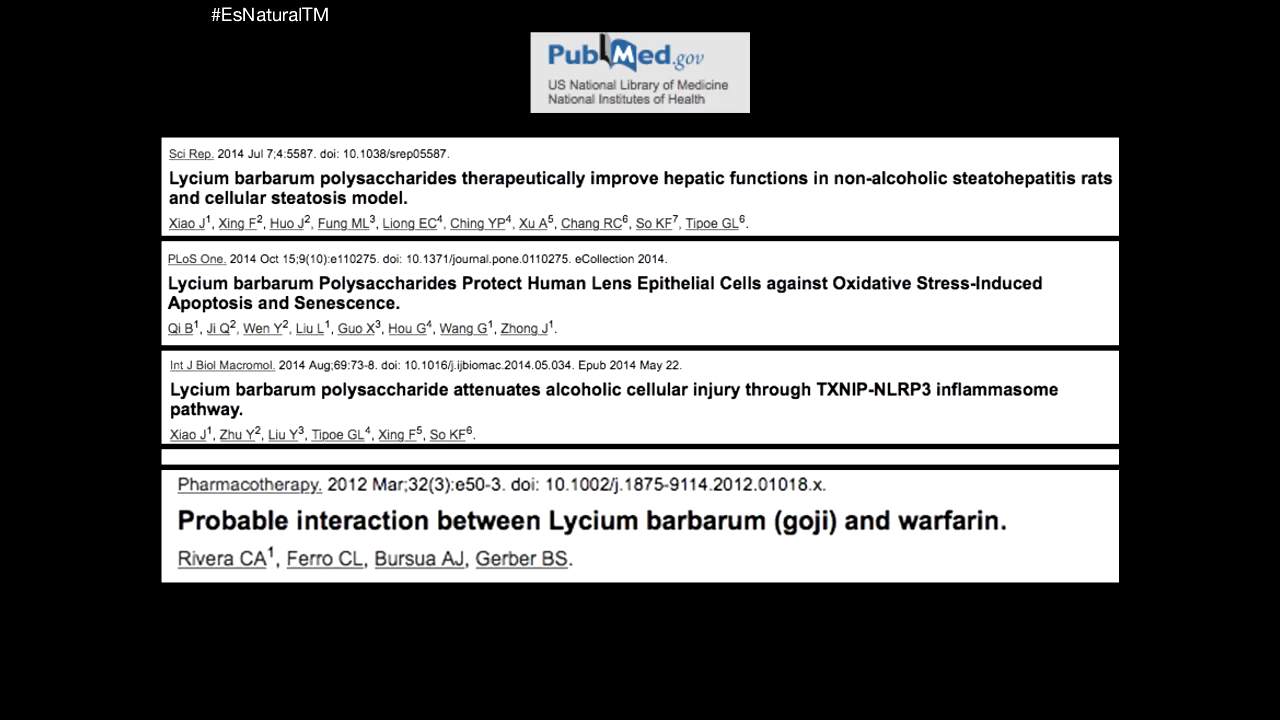 #EsNaturalTM
PubMed.gov
US National Library of Medicine
National Institutes of Health
Sci Rep. 2014 Jul 7;4:5587. doi: 10.1038/srep05587.
Lycium barbarum polysaccharides therapeutically improve hepatic functions in non-alcoholic steatohepatitis rats
and cellular steatosis model.
Xiao J1, Xing F2, Huo J2, Fung ML3, Liong EC4, Ching YP4, Xu A5, Chang RC6, So KF7, Tipoe GL6.
PLoS One. 2014 Oct 15;9(10):e110275. doi: 10.1371/journal.pone.0110275. eCollection 2014.
Lycium barbarum Polysaccharides Protect Human Lens Epithelial Cells against Oxidative Stress-Induced
Apoptosis and Senescence.
Qi B1, Ji Q2, Wen Y2, Liu L1, Guo X3, Hou G4, Wang G1, Zhong J1.
Int J Biol Macromol. 2014 Aug;69:73-8. doi: 10.1016/j.ijbiomac.2014.05.034. Epub 2014 May 22.
Lycium barbarum polysaccharide attenuates alcoholic cellular injury through TXNIP-NLRP3 inflammasome
pathway.
Xiao J1, Zhu Y2, Liu Y3, Tipoe GL4, Xing F5, So KF6.
Pharmacotherapy. 2012 Mar;32(3):e50-3. doi: 10.1002/j.1875-9114.2012.01018.x.
Probable interaction between Lycium barbarum (goji) and warfarin.
Rivera CA1, Ferro CL, Bursua AJ, Gerber BS.